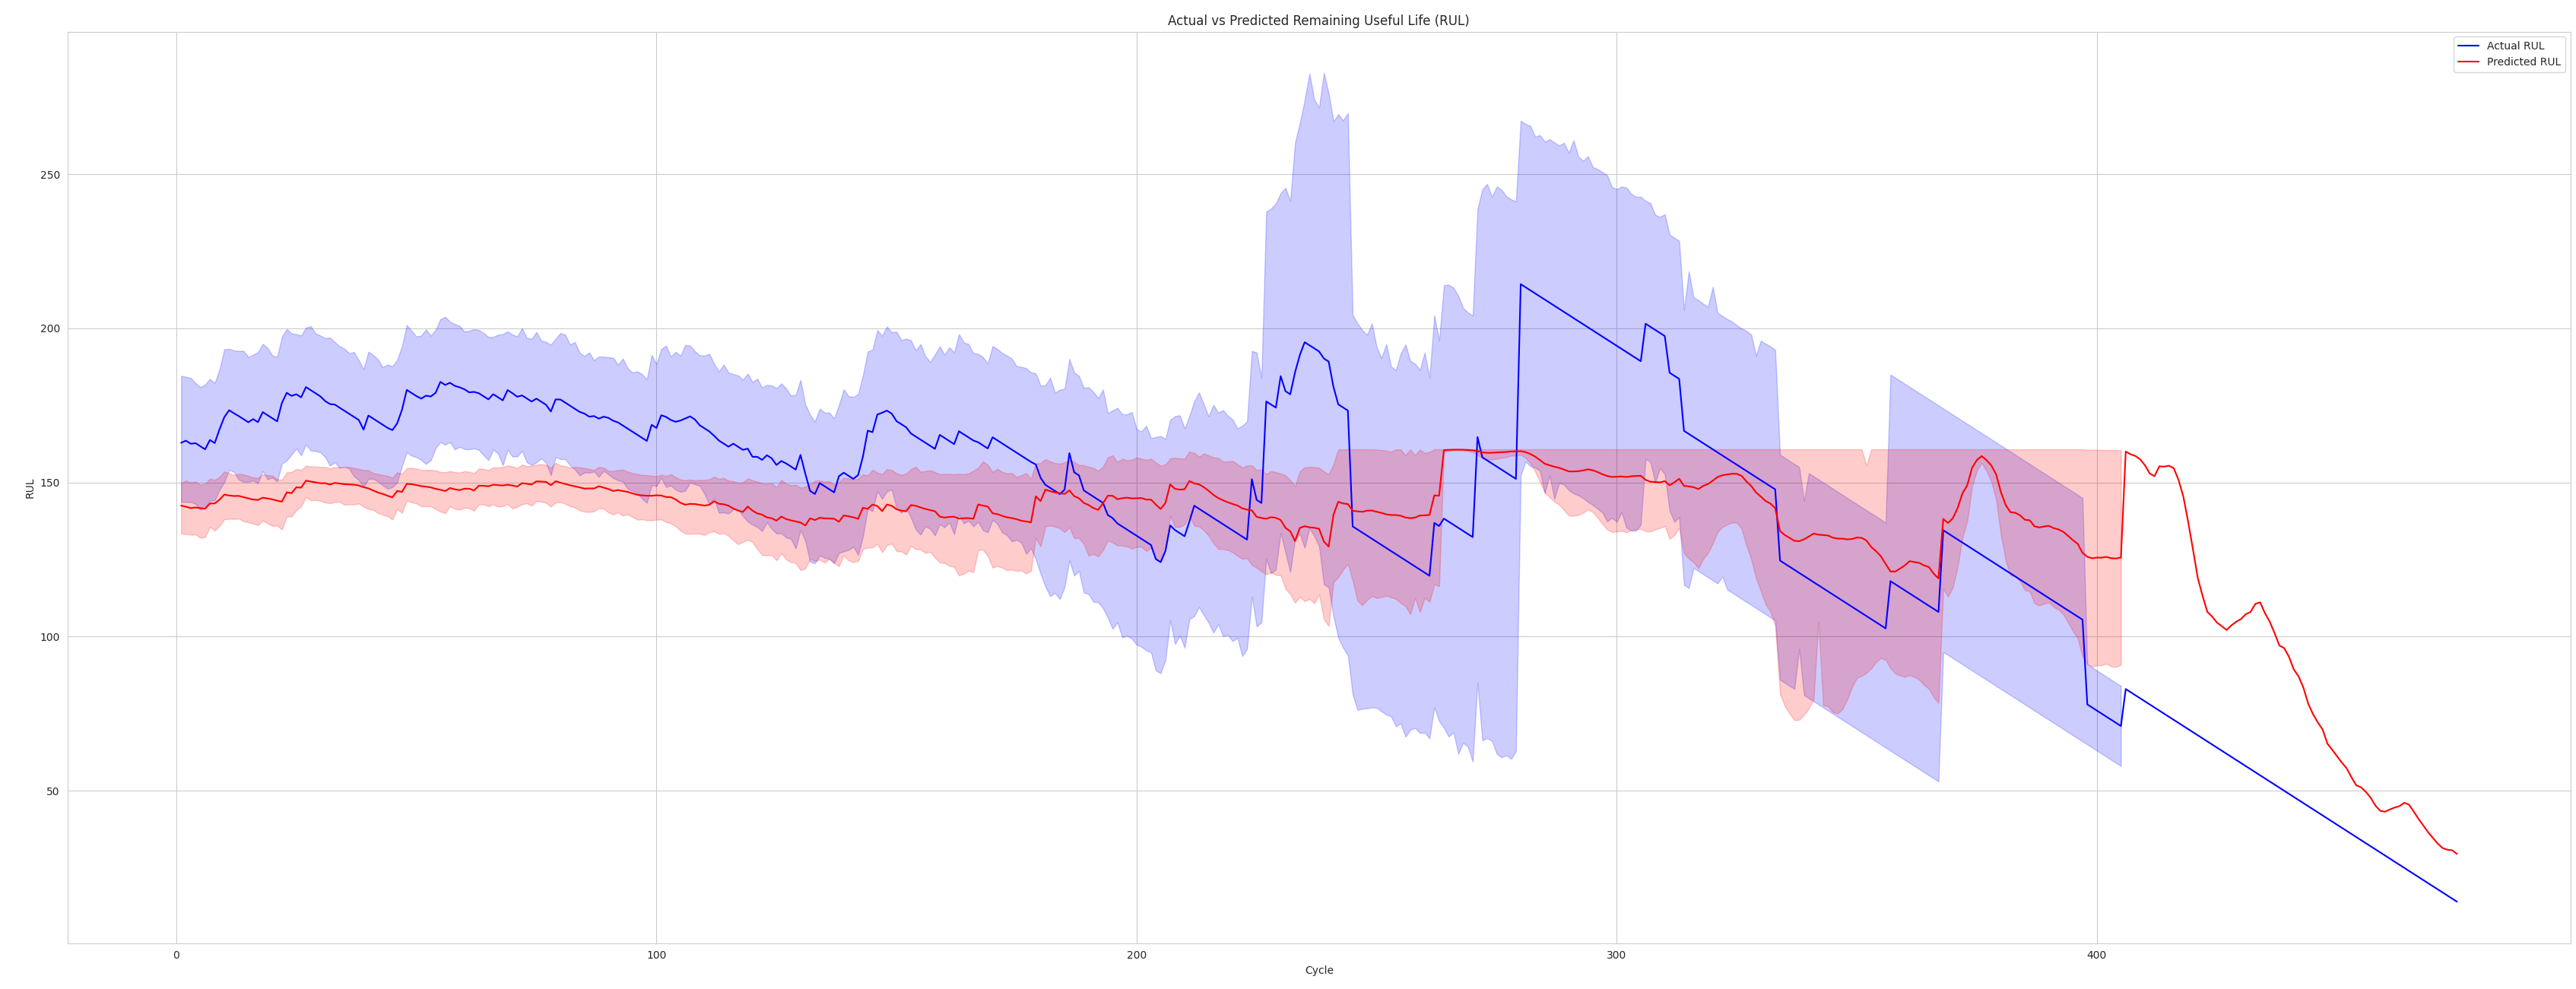 Actual vs Predicted Remaining Useful Life (RUL)
Actual RUL
Predicted RUL
250
200
150
100
50
RUL
0 100 200 300 400
Cycle